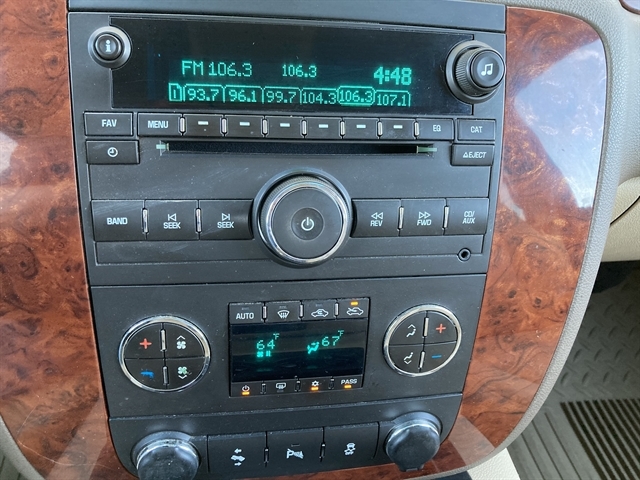 FM 106.3 106.3 4:48
1 93.7 96.1 99.7 104.3 106.3 107.1
FAV MENU EQ CAT
EJECT
BAND SEEK SEEK REV FWD CD/
AUX
AUTO
64°F 67°F
PASS